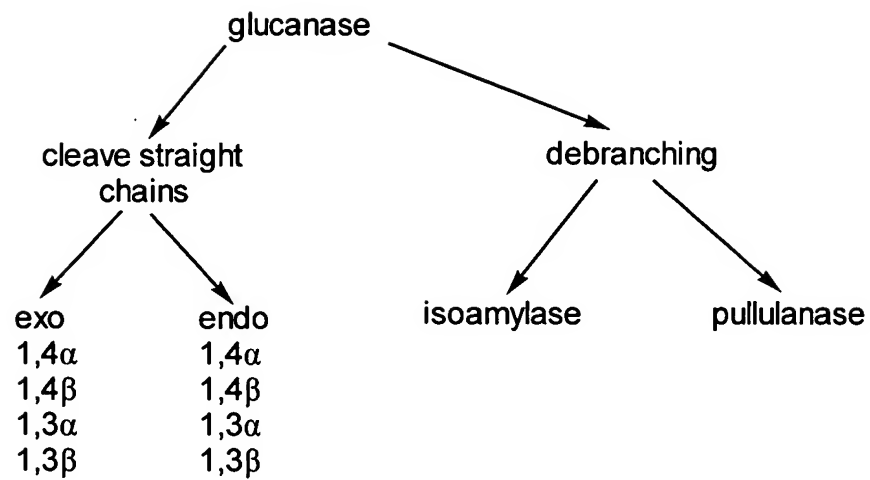 glucanase
cleave straight
chains
debranching
exo
1,4α
1,4β
1,3α
1,3β
endo
1,4α
1,4β
1,3α
1,3β
isoamylase
pullulanase